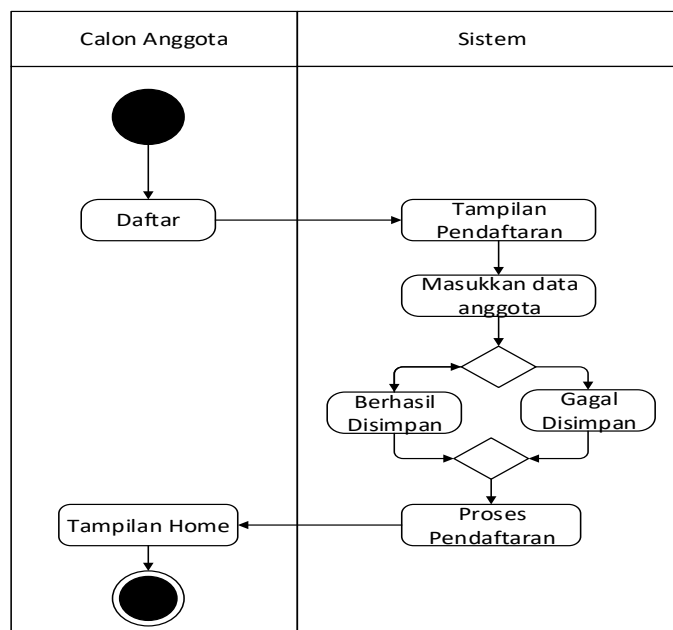 Calon Anggota
Sistem
Daftar
Tampilan
Pendaftaran
Masukkan data
anggota
Berhasil
Disimpan
Gagal
Disimpan
Proses
Pendaftaran
Tampilan Home